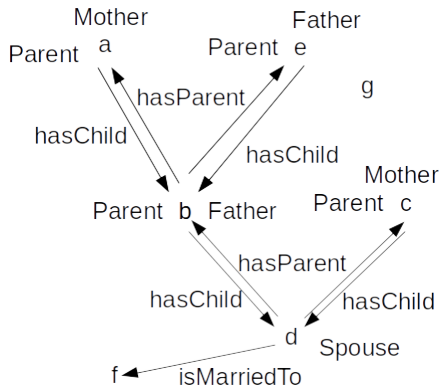 Mother
Father
Parent a
Parent e
g
hasParent
hasChild
hasChild
Mother
Parent b Father
Parent c
hasParent
hasChild
hasChild
d
Spouse
f
isMarriedTo